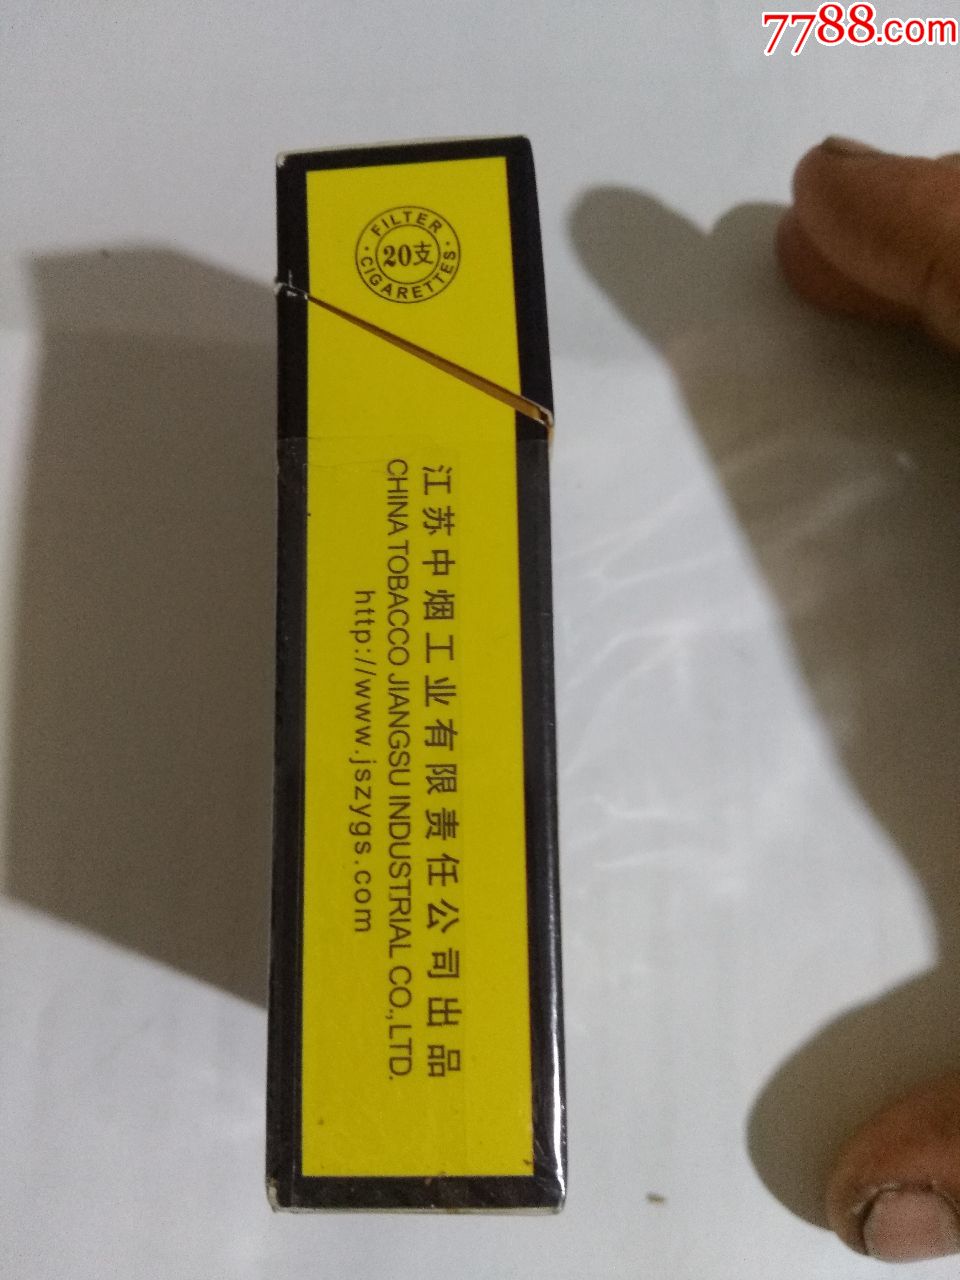 7788.com
FILTER
20支
CIGARETTES
江苏中烟工业有限责任公司出品
CHINA TOBACCO JIANGSU INDUSTRIAL CO., LTD.
http://www.jszygs.com